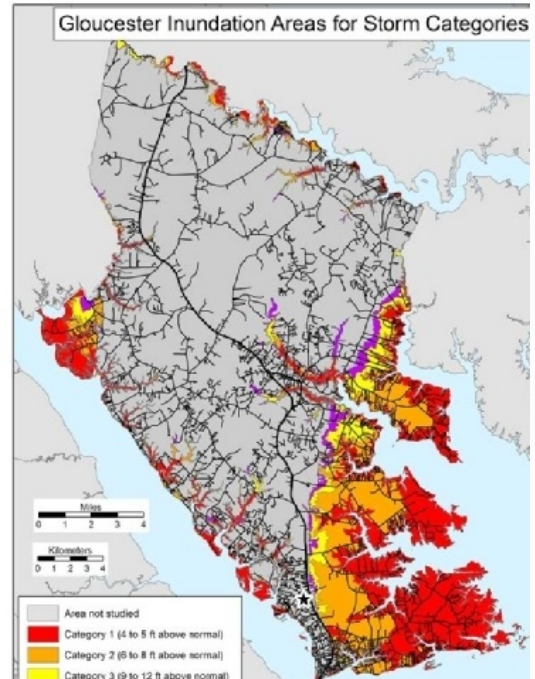 Gloucester Inundation Areas for Storm Categories
Miles
0 1 2 3 4
Kilometers
0 1 2 3 4
Area not studied
Category 1 (4 to 5 ft above normal)
Category 2 (6 to 8 ft above normal)
Category 3 (9 to 12 ft above normal)